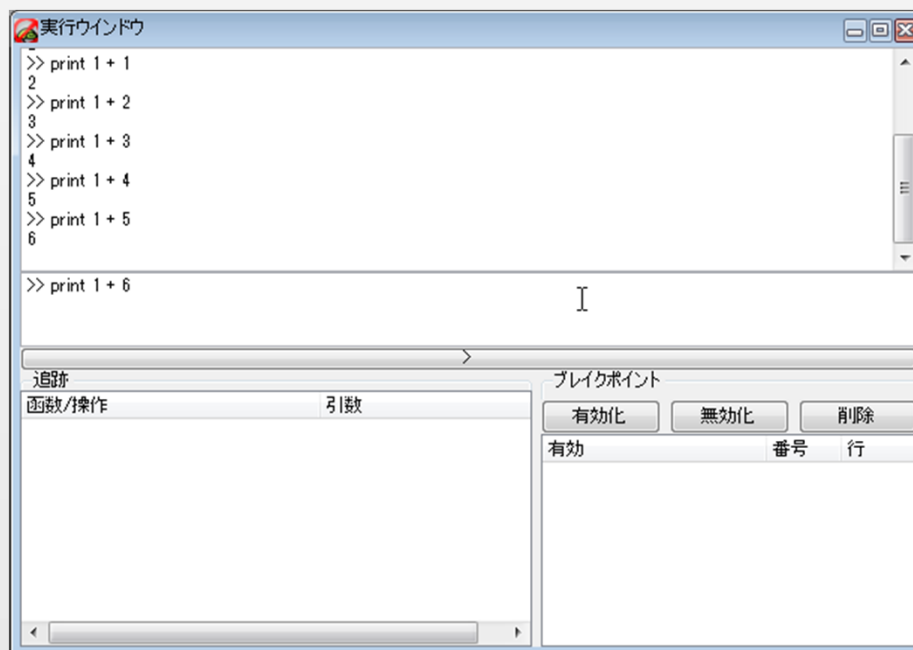 実行ウインドウ
>> print 1 + 1
2
>> print 1 + 2
3
>> print 1 + 3
4
>> print 1 + 4
5
>> print 1 + 5
6
>> print 1 + 6
>
追跡
函数/操作 引数
ブレイクポイント
有効化 無効化 削除
有効 番号 行